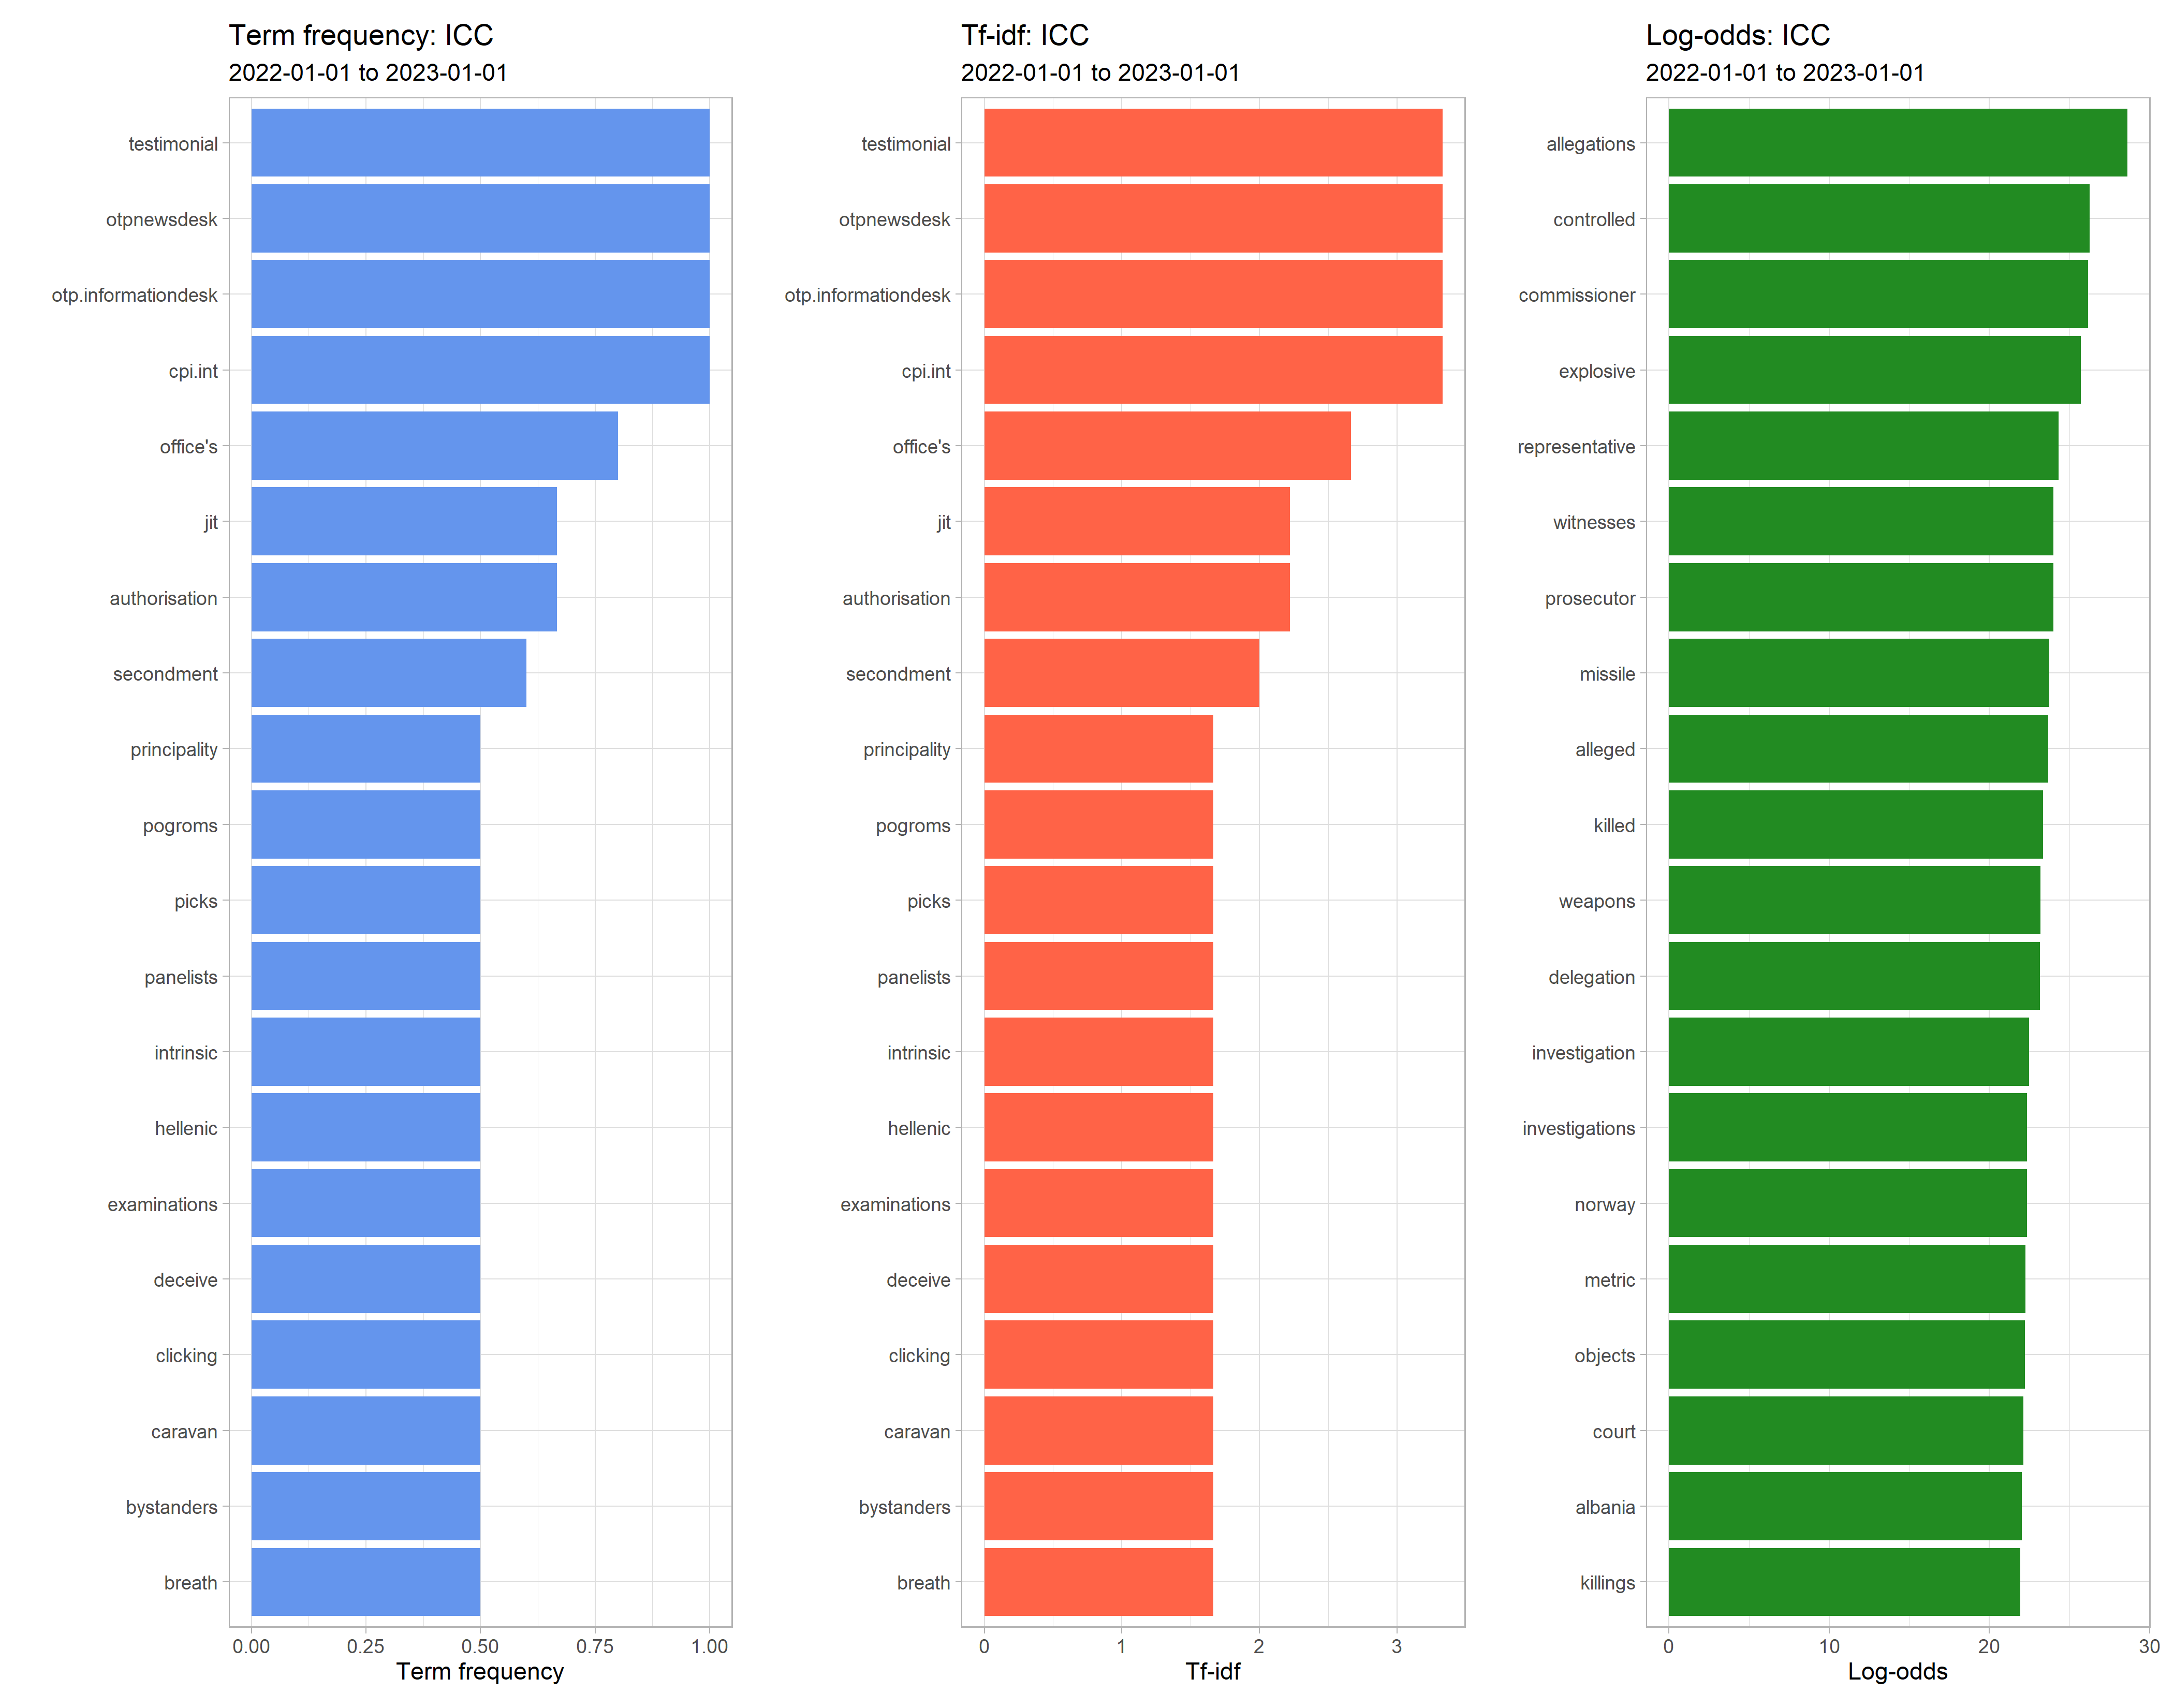 Term frequency: ICC
2022-01-01 to 2023-01-01
testimonial
otpnewsdesk
otp.informationdesk
cpi.int
office's
jit
authorisation
secondment
principality
pogroms
picks
panelists
intrinsic
hellenic
examinations
deceive
clicking
caravan
bystanders
breath
0.00 0.25 0.50 0.75 1.00
Term frequency
Tf-idf: ICC
2022-01-01 to 2023-01-01
testimonial
otpnewsdesk
otp.informationdesk
cpi.int
office's
jit
authorisation
secondment
principality
pogroms
picks
panelists
intrinsic
hellenic
examinations
deceive
clicking
caravan
bystanders
breath
0 1 2 3
Tf-idf
Log-odds: ICC
2022-01-01 to 2023-01-01
allegations
controlled
commissioner
explosive
representative
witnesses
prosecutor
missile
alleged
killed
weapons
delegation
investigation
investigations
norway
metric
objects
court
albania
killings
0 10 20 30
Log-odds